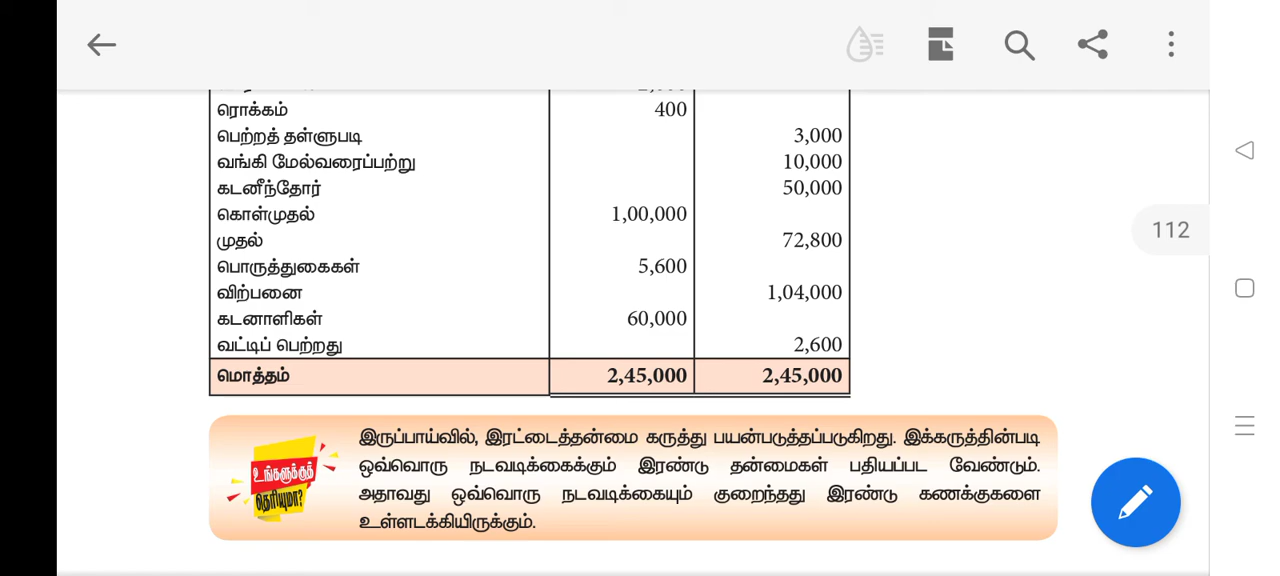 ரொக்கம் 400
பெற்றத் தள்ளுபடி 3,000
வங்கி மேல்வரைப்பற்று 10,000
கடனீந்தோர் 50,000
கொள்முதல் 1,00,000
முதல் 72,800
112
பொருத்துகைகள் 5,600
விற்பனை 1,04,000
கடனாளிகள் 60,000
வட்டிப் பெற்றது 2,600
மொத்தம் 2,45,000 2,45,000
உங்களுக்குத்
தெரியுமா?
இருப்பாய்வில், இரட்டைத்தன்மை கருத்து பயன்படுத்தப்படுகிறது. இக்கருத்தின்படி
ஒவ்வொரு நடவடிக்கைக்கும் இரண்டு தன்மைகள் பதியப்பட வேண்டும்.
அதாவது ஒவ்வொரு நடவடிக்கையும் குறைந்தது இரண்டு கணக்குகளை
உள்ளடக்கியிருக்கும்.